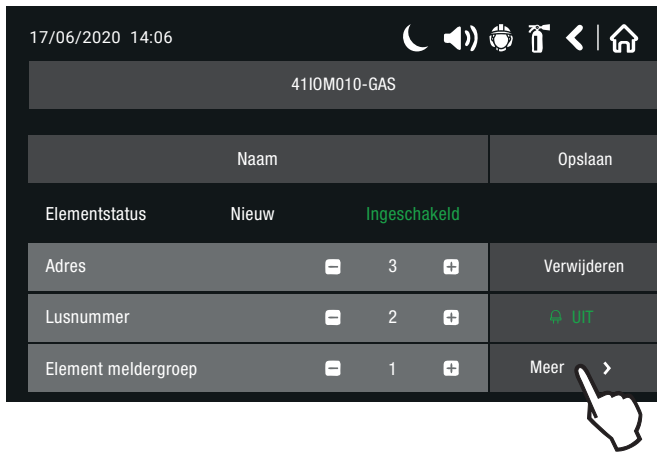 17/06/2020 14:06
41IOM010-GAS
Naam Opslaan
Elementstatus Nieuw Ingeschakeld
Adres 3 Verwijderen
Lusnummer 2 UIT
Element meldergroep 1 Meer